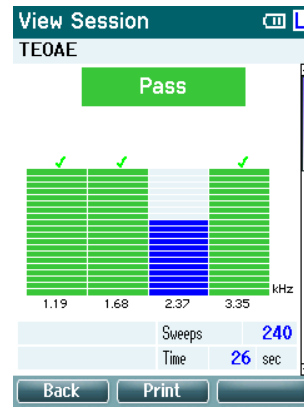 View Session L
TEOAE
Pass
kHz
1.19 1.68 2.37 3.35
Sweeps 240
Time 26 sec
Back Print